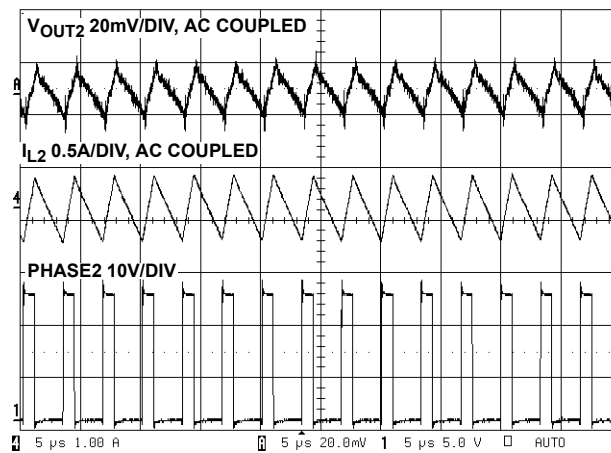 VOUT2 20mV/DIV, AC COUPLED
A
IL2 0.5A/DIV, AC COUPLED
4
PHASE2 10V/DIV
1
4 5 µs 1.00 A A 5 µs 20.0mV 1 5 µs 5.0 V AUTO